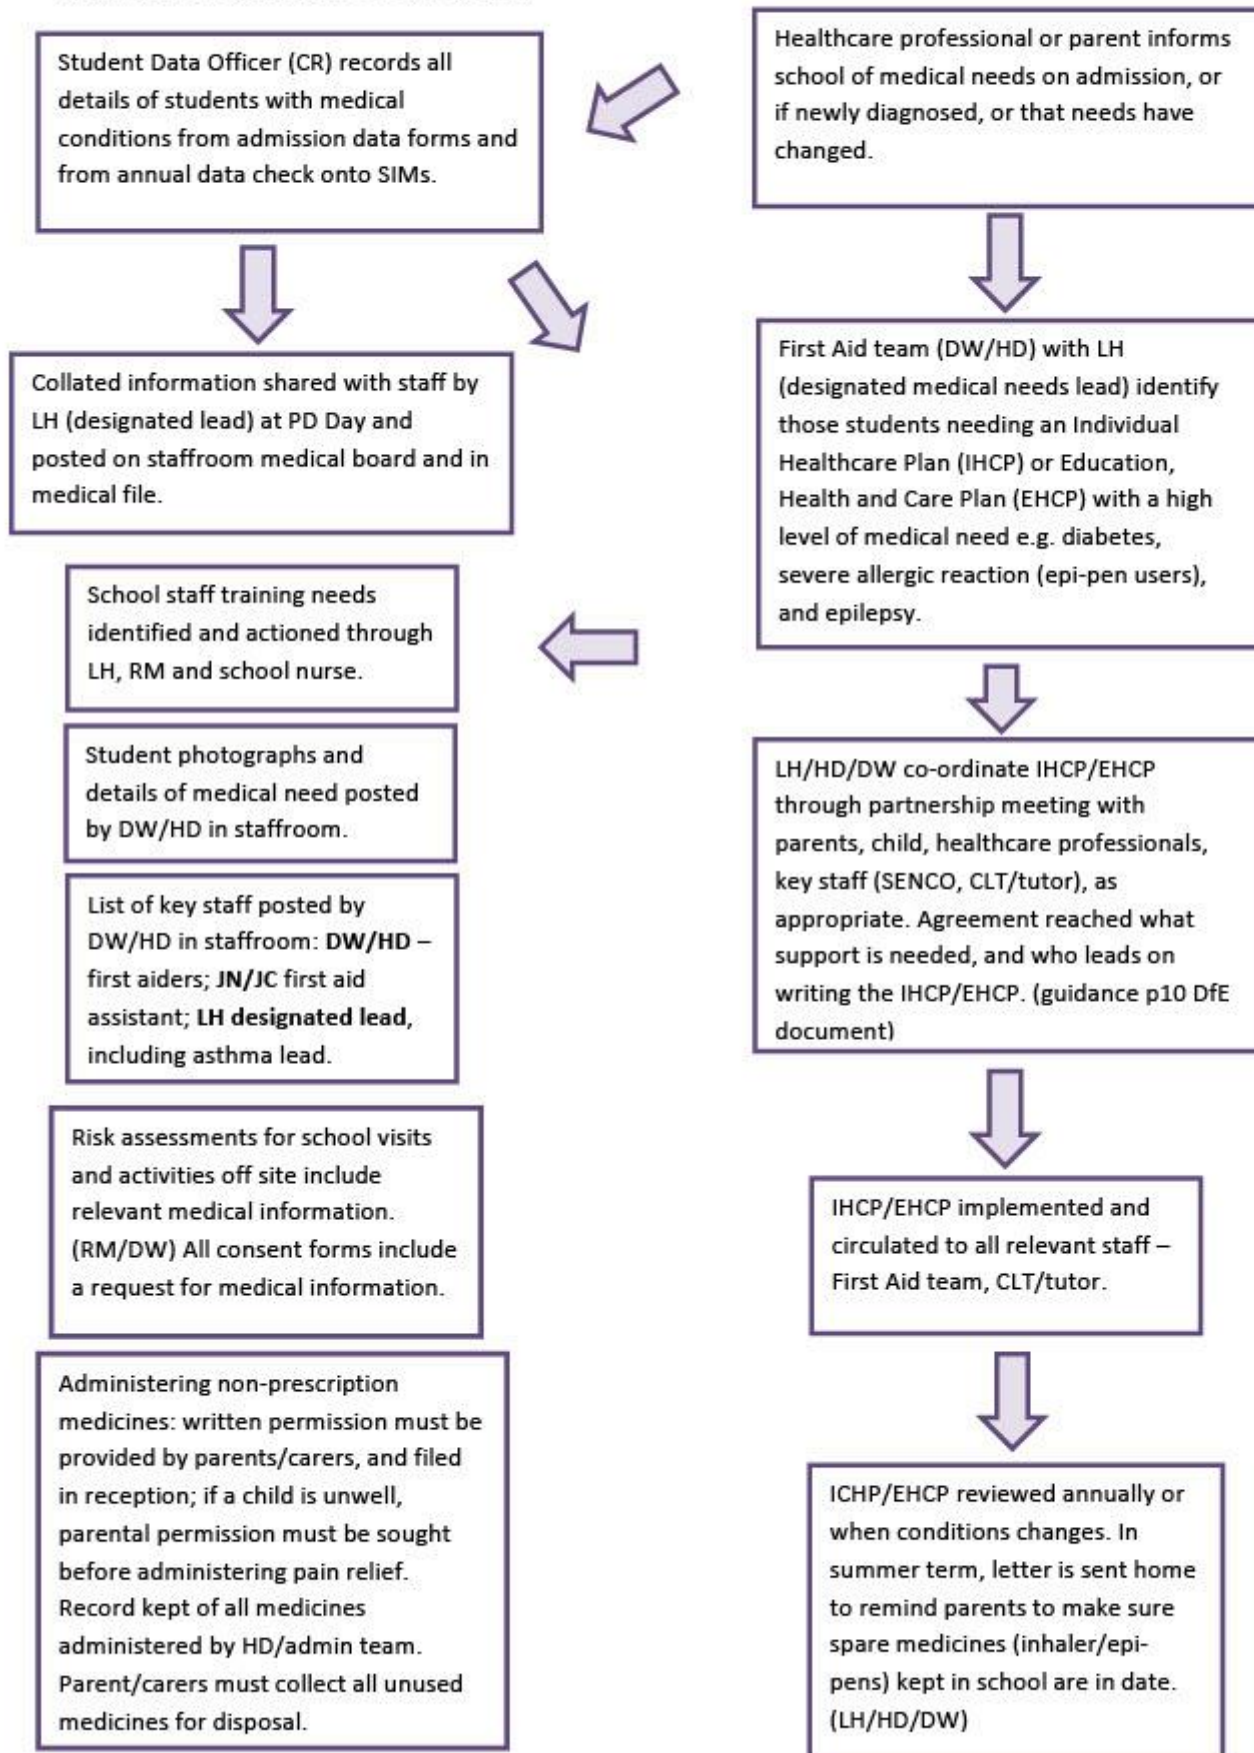 Student Data Officer (CR) records all
details of students with medical
conditions from admission data forms and
from annual data check onto SIMs.
Healthcare professional or parent informs
school of medical needs on admission, or
if newly diagnosed, or that needs have
changed.
Collated information shared with staff by
LH (designated lead) at PD Day and
posted on staffroom medical board and in
medical file.
First Aid team (DW/HD) with LH
(designated medical needs lead) identify
those students needing an Individual
Healthcare Plan (IHCP) or Education,
Health and Care Plan (EHCP) with a high
level of medical need e.g. diabetes,
severe allergic reaction (epi-pen users),
and epilepsy.
School staff training needs
identified and actioned through
LH, RM and school nurse.
Student photographs and
details of medical need posted
by DW/HD in staffroom.
LH/HD/DW co-ordinate IHCP/EHCP
through partnership meeting with
parents, child, healthcare professionals,
key staff (SENCO, CLT/tutor), as
appropriate. Agreement reached what
support is needed, and who leads on
writing the IHCP/EHCP. (guidance p10 DfE
document)
List of key staff posted by
DW/HD in staffroom: DW/HD –
first aiders; JN/JC first aid
assistant; LH designated lead,
including asthma lead.
Risk assessments for school visits
and activities off site include
relevant medical information.
(RM/DW) All consent forms include
a request for medical information.
IHCP/EHCP implemented and
circulated to all relevant staff –
First Aid team, CLT/tutor.
Administering non-prescription
medicines: written permission must be
provided by parents/carers, and filed
in reception; if a child is unwell,
parental permission must be sought
before administering pain relief.
Record kept of all medicines
administered by HD/admin team.
Parent/carers must collect all unused
medicines for disposal.
ICHP/EHCP reviewed annually or
when conditions changes. In
summer term, letter is sent home
to remind parents to make sure
spare medicines (inhaler/epi-
pens) kept in school are in date.
(LH/HD/DW)